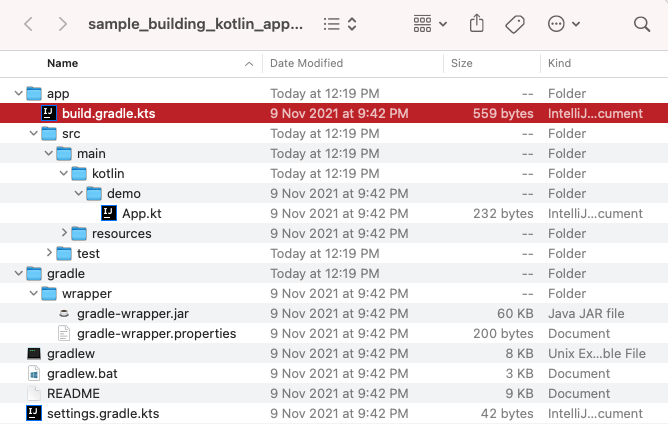 sample_building_kotlin_app...
Name Date Modified Size Kind
app Today at 12:19 PM -- Folder
IJ build.gradle.kts 9 Nov 2021 at 9:42 PM 559 bytes IntelliJ...cument
src Today at 12:19 PM -- Folder
main Today at 12:19 PM -- Folder
kotlin Today at 12:19 PM -- Folder
demo 9 Nov 2021 at 9:42 PM -- Folder
IJ App.kt 9 Nov 2021 at 9:42 PM 232 bytes IntelliJ...cument
resources 9 Nov 2021 at 9:42 PM -- Folder
test Today at 12:19 PM -- Folder
gradle Today at 12:19 PM -- Folder
wrapper 9 Nov 2021 at 9:42 PM -- Folder
gradle-wrapper.jar 9 Nov 2021 at 9:42 PM 60 KB Java JAR file
gradle-wrapper.properties 9 Nov 2021 at 9:42 PM 200 bytes Document
gradlew 9 Nov 2021 at 9:42 PM 8 KB Unix Ex...ble File
gradlew.bat 9 Nov 2021 at 9:42 PM 3 KB Document
README 9 Nov 2021 at 9:42 PM 9 KB Document
IJ settings.gradle.kts 9 Nov 2021 at 9:42 PM 42 bytes IntelliJ...cument